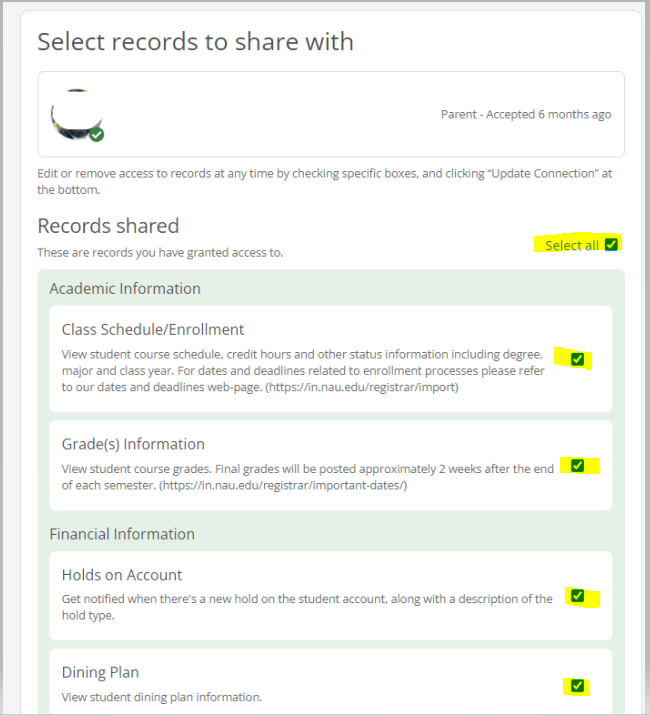 Select records to share with
Parent - Accepted 6 months ago
Edit or remove access to records at any time by checking specific boxes, and clicking “Update Connection” at
the bottom.
Records shared
Select all
These are records you have granted access to.
Academic Information
Class Schedule/Enrollment
View student course schedule, credit hours and other status information including degree,
major and class year. For dates and deadlines related to enrollment processes please refer
to our dates and deadlines web-page. (https://in.nau.edu/registrar/import)
Grade(s) Information
View student course grades. Final grades will be posted approximately 2 weeks after the end
of each semester. (https://in.nau.edu/registrar/important-dates/)
Financial Information
Holds on Account
Get notified when there's a new hold on the student account, along with a description of the
hold type.
Dining Plan
View student dining plan information.